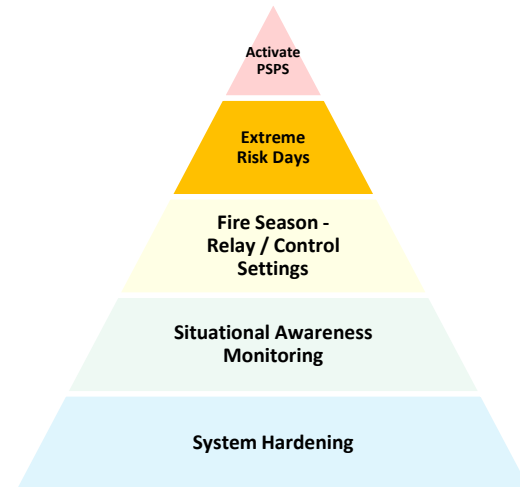 Activate
PSPS
Extreme
Risk Days
Fire Season -
Relay / Control
Settings
Situational Awareness
Monitoring
System Hardening